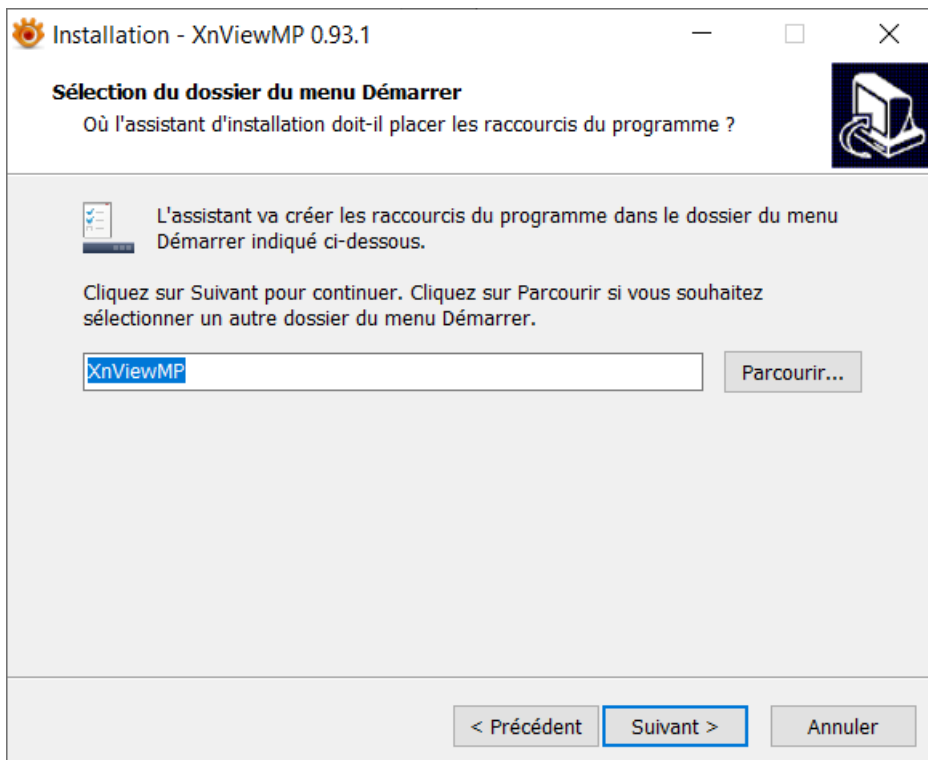 Installation - XnViewMP 0.93.1
Sélection du dossier du menu Démarrer
Où l'assistant d'installation doit-il placer les raccourcis du programme ?
L'assistant va créer les raccourcis du programme dans le dossier du menu
Démarrer indiqué ci-dessous.
Cliquez sur Suivant pour continuer. Cliquez sur Parcourir si vous souhaitez
sélectionner un autre dossier du menu Démarrer.
XnViewMP
Parcourir...
< Précédent
Suivant >
Annuler